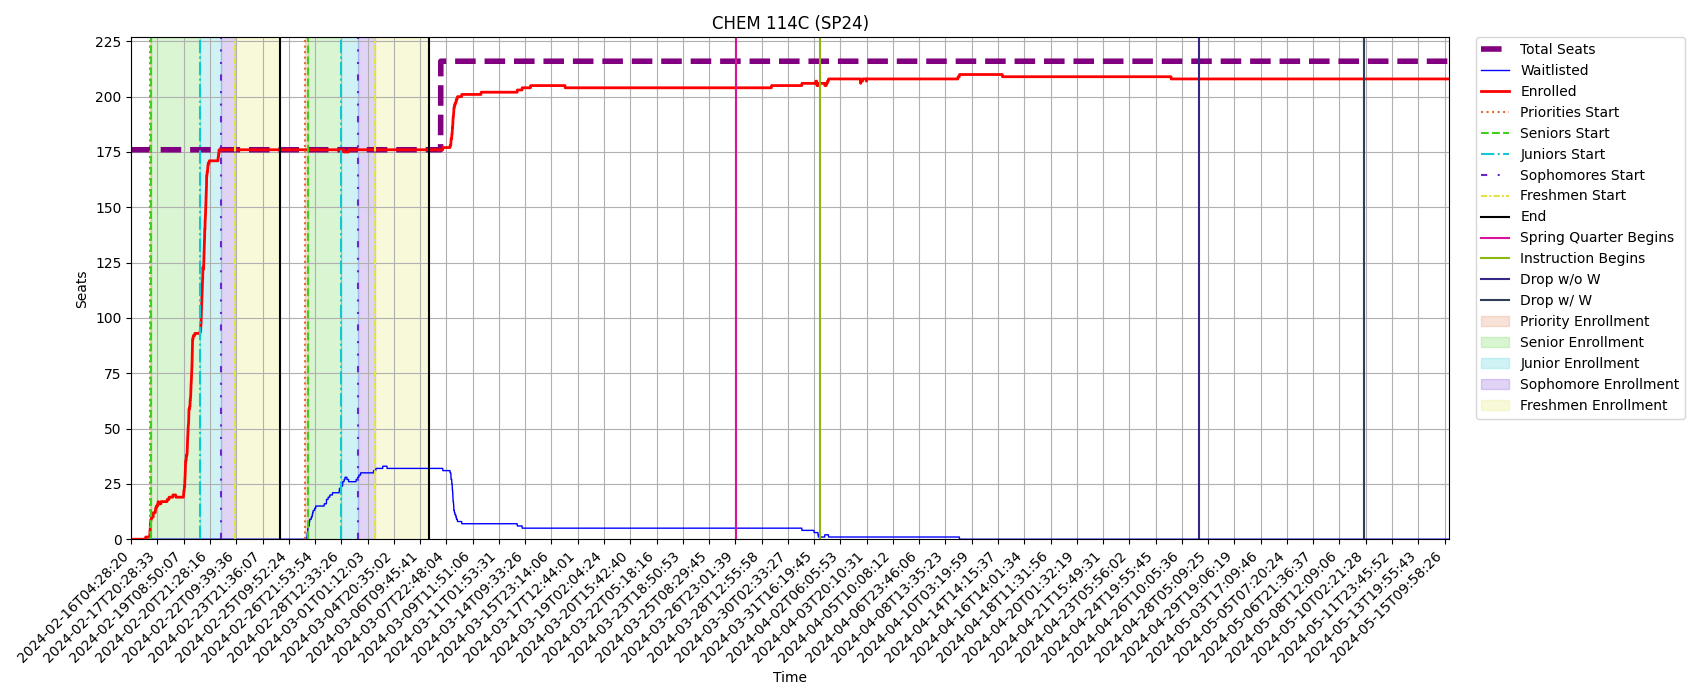 CHEM 114C (SP24)
225
200
175
150
125
100
75
50
25
0
Seats
2024-02-16T04:28:20
2024-02-17T20:28:33
2024-02-19T08:50:07
2024-02-20T21:28:16
2024-02-22T09:39:36
2024-02-23T21:36:07
2024-02-25T09:52:24
2024-02-26T21:53:54
2024-02-28T12:33:26
2024-03-01T01:12:03
2024-03-04T20:35:02
2024-03-06T09:45:41
2024-03-07T22:48:04
2024-03-09T11:51:06
2024-03-11T01:53:31
2024-03-14T09:33:26
2024-03-15T23:14:06
2024-03-17T12:44:01
2024-03-19T02:04:24
2024-03-20T15:42:40
2024-03-22T05:18:16
2024-03-23T18:50:53
2024-03-25T08:29:45
2024-03-26T23:01:39
2024-03-28T12:55:58
2024-03-30T02:33:27
2024-03-31T16:19:45
2024-04-02T06:05:53
2024-04-03T20:10:31
2024-04-05T10:08:12
2024-04-06T23:46:06
2024-04-08T13:35:23
2024-04-10T03:19:59
2024-04-14T14:15:37
2024-04-16T04:01:34
2024-04-18T11:31:56
2024-04-20T01:32:19
2024-04-21T15:49:31
2024-04-23T05:56:02
2024-04-24T19:55:45
2024-04-26T10:05:36
2024-04-28T05:09:25
2024-04-29T19:06:19
2024-05-03T17:09:46
2024-05-05T07:20:24
2024-05-06T21:36:37
2024-05-08T12:09:06
2024-05-10T02:21:28
2024-05-11T23:45:52
2024-05-13T19:55:43
2024-05-15T09:58:26
Time
Total Seats
Waitlisted
Enrolled
Priorities Start
Seniors Start
Juniors Start
Sophomores Start
Freshmen Start
End
Spring Quarter Begins
Instruction Begins
Drop w/o W
Drop w/ W
Priority Enrollment
Senior Enrollment
Junior Enrollment
Sophomore Enrollment
Freshmen Enrollment